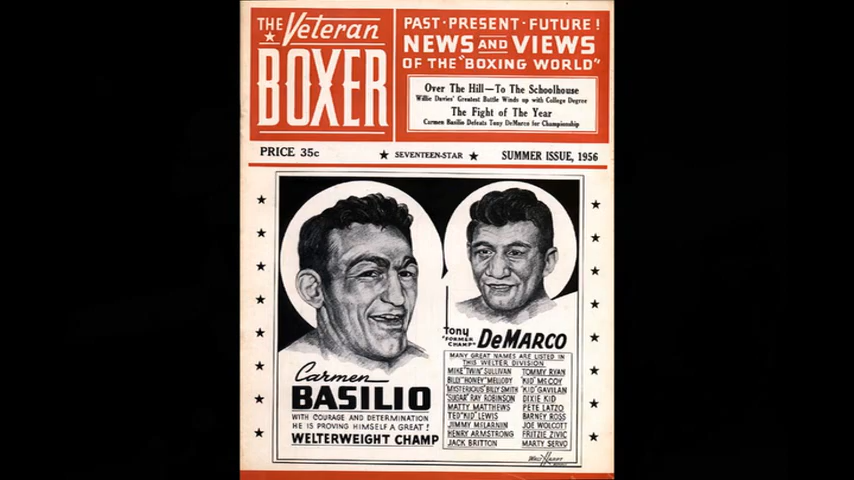 THE Veteran
BOXER
PAST · PRESENT · FUTURE!
NEWS AND VIEWS
OF THE "BOXING WORLD"
Over The Hill—To The Schoolhouse
Willie Davies' Greatest Battle Winds up with College Degree
The Fight of The Year
Carmen Basilio Defeats Tony DeMarco for Championship
PRICE 35c
★ SEVENTEEN-STAR ★
SUMMER ISSUE, 1956
Carmen
BASILIO
WITH COURAGE AND DETERMINATION
HE IS PROVING HIMSELF A GREAT!
WELTERWEIGHT CHAMP
Tony
"FORMER
CHAMP"
DeMARCO
MANY GREAT NAMES ARE LISTED IN
THIS WELTER DIVISION
MIKE "TWIN" SULLIVAN
BILLY "HONEY" MELLODY
"MYSTERIOUS" BILLY SMITH
"SUGAR" RAY ROBINSON
MATTY MATTHEWS
TED "KID" LEWIS
JIMMY McLARNIN
HENRY ARMSTRONG
JACK BRITTON
TOMMY RYAN
"KID" McCOY
"KID" GAVILAN
DIXIE KID
PETE LATZO
BARNEY ROSS
JOE WOLCOTT
FRITZIE ZIVIC
MARTY SERVO